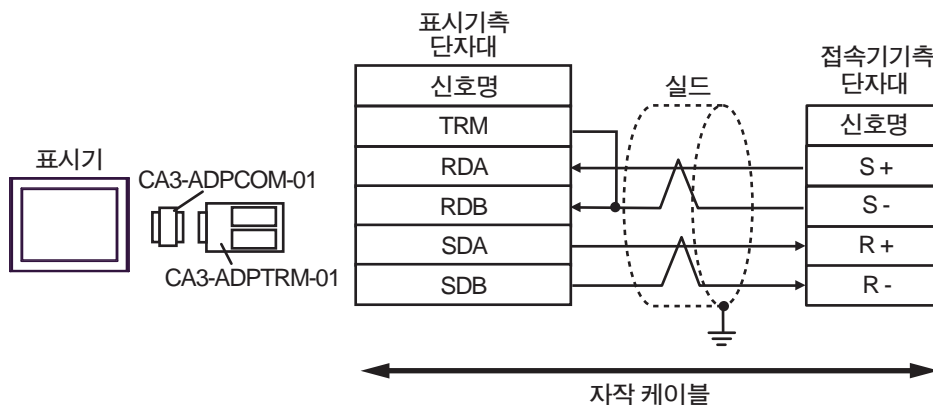 표시기
CA3-ADPCOM-01
CA3-ADPTRM-01
표시기측
단자대
신호명
TRM
RDA
RDB
SDA
SDB
실드
접속기기측
단자대
신호명
S +
S -
R +
R -
자작 케이블